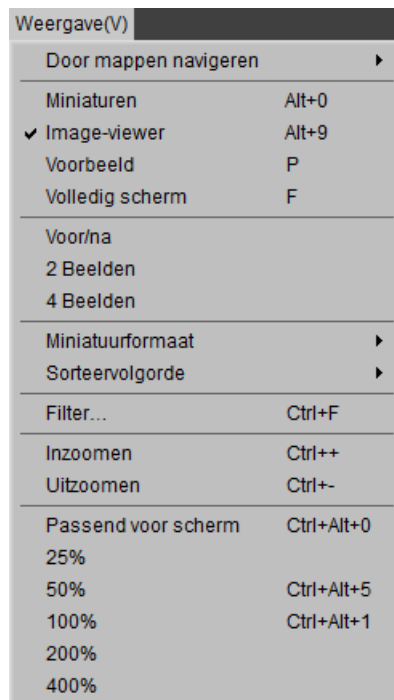 Weergave(V)
Door mappen navigeren
Miniaturen Alt+0
Image-viewer Alt+9
Voorbeeld P
Volledig scherm F
Voor/na
2 Beelden
4 Beelden
Miniatuurformaat
Sorteervolgorde
Filter... Ctrl+F
Inzoomen Ctrl++
Uitzoomen Ctrl+-
Passend voor scherm Ctrl+Alt+0
25%
50% Ctrl+Alt+5
100% Ctrl+Alt+1
200%
400%